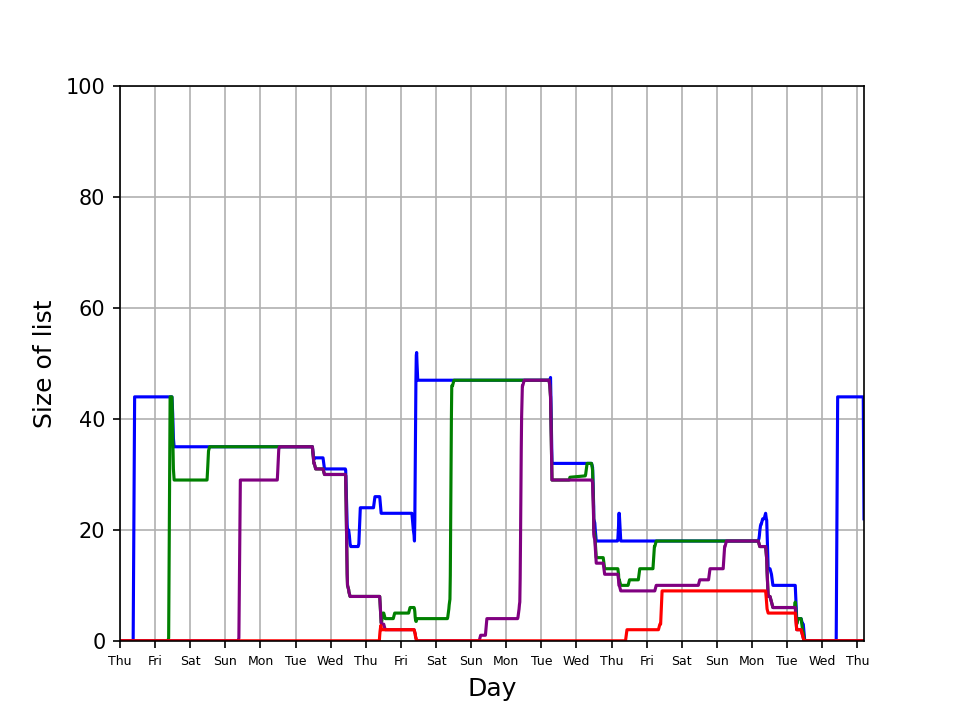 100
80
60
40
20
0
Size of list
Thu Fri Sat Sun Mon Tue Wed Thu Fri Sat Sun Mon Tue Wed Thu Fri Sat Sun Mon Tue Wed Thu
Day